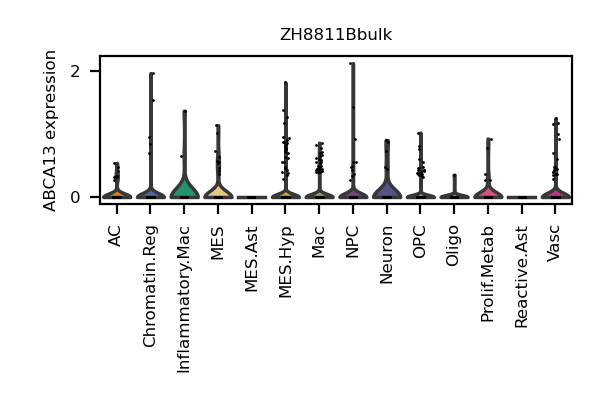 ZH8811Bbulk
ABCA13 expression
2
0
AC
Chromatin.Reg
Inflammatory.Mac
MES
MES.Ast
MES.Hyp
Mac
NPC
Neuron
OPC
Oligo
Prolif.Metab
Reactive.Ast
Vasc